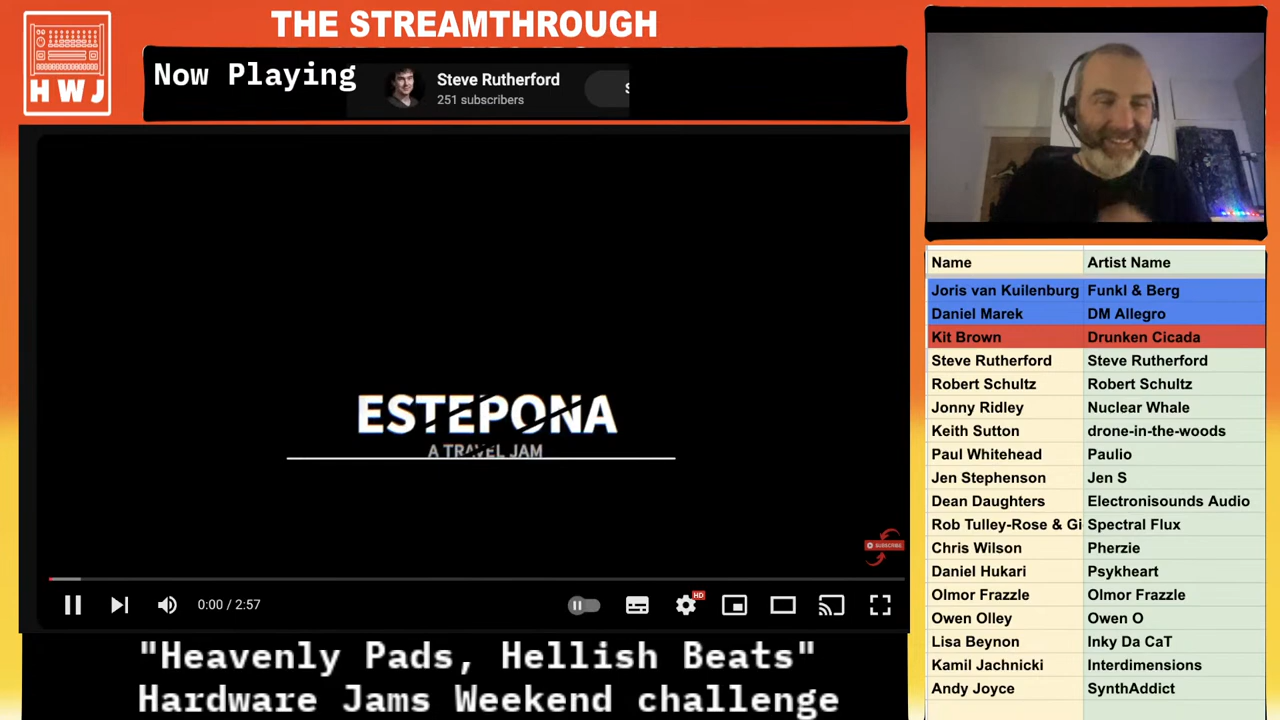 THE STREAMTHROUGH
HWJ
Now Playing
Steve Rutherford
251 subscribers
ESTEPONA
A TRAVEL JAM
SUBSCRIBE
0:00 / 2:57
HD
"Heavenly Pads, Hellish Beats"
Hardware Jams Weekend challenge
Name Artist Name
Joris van Kuilenburg Funkl & Berg
Daniel Marek DM Allegro
Kit Brown Drunken Cicada
Steve Rutherford Steve Rutherford
Robert Schultz Robert Schultz
Jonny Ridley Nuclear Whale
Keith Sutton drone-in-the-woods
Paul Whitehead Paulio
Jen Stephenson Jen S
Dean Daughters Electronisounds Audio
Rob Tulley-Rose & Gi Spectral Flux
Chris Wilson Pherzie
Daniel Hukari Psykheart
Olmor Frazzle Olmor Frazzle
Owen Olley Owen O
Lisa Beynon Inky Da CaT
Kamil Jachnicki Interdimensions
Andy Joyce SynthAddict